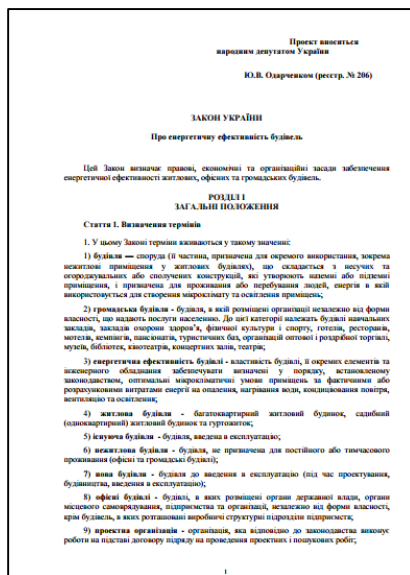 Проект вноситься
народним депутатом України
Ю.В. Одарченком (реєстр. № 206)
ЗАКОН УКРАЇНИ
Про енергетичну ефективність будівель
Цей Закон визначає правові, економічні та організаційні засади забезпечення
енергетичної ефективності житлових, офісних та громадських будівель.
РОЗДІЛ I
ЗАГАЛЬНІ ПОЛОЖЕННЯ
Стаття 1. Визначення термінів
1. У цьому Законі терміни вживаються у такому значенні:
1) будівля — споруда (її частина, призначена для окремого використання, зокрема
нежитлові приміщення у житлових будівлях), що складається з несучих та
огороджувальних або сполучених конструкцій, які утворюють наземні або підземні
приміщення, і призначена для проживання або перебування людей, енергія в якій
використовується для створення мікроклімату та освітлення приміщень;
2) громадська будівля - будівля, в якій розміщені організації незалежно від форми
власності, що надають послуги населенню. До цієї категорії належать будівлі навчальних
закладів, закладів охорони здоров'я, фізичної культури і спорту, готелів, ресторанів,
мотелів, кемпінгів, пансіонатів, туристичних баз, організації оптової і роздрібної торгівлі,
музеїв, бібліотек, кінотеатрів, концертних залів, театрів;
3) енергетична ефективність будівлі - властивість будівлі, її окремих елементів та
інженерного обладнання забезпечувати визначені у порядку, встановленому
законодавством, оптимальні мікрокліматичні умови приміщень за фактичними або
розрахунковими витратами енергії на опалення, нагрівання води, кондиціювання повітря,
вентиляцію та освітлення;
4) житлова будівля - багатоквартирний житловий будинок, садибний
(одноквартирний) житловий будинок та гуртожиток;
5) існуюча будівля - будівля, введена в експлуатацію;
6) нежитлова будівля - будівля, не призначена для постійного або тимчасового
проживання (офісні та громадські будівлі);
7) нова будівля - будівля до введення в експлуатацію (під час проектування,
будівництва, введення в експлуатацію);
8) офісні будівлі - будівлі, в яких розміщені органи державної влади, органи
місцевого самоврядування, підприємства та організації, незалежно від форми власності,
крім будівель, в яких розташовані виробничі структурні підрозділи підприємств;
9) проектна організація - організація, яка відповідно до законодавства виконує
роботи на підставі договору підряду на проведення проектних і пошукових робіт;
1